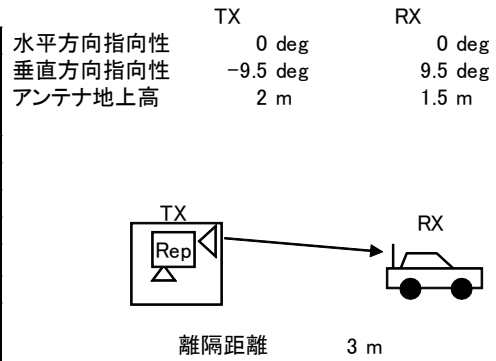 TX RX
水平方向指向性 0 deg 0 deg
垂直方向指向性 -9.5 deg 9.5 deg
アンテナ地上高 2 m 1.5 m
TX
RX
Rep
離隔距離 3 m